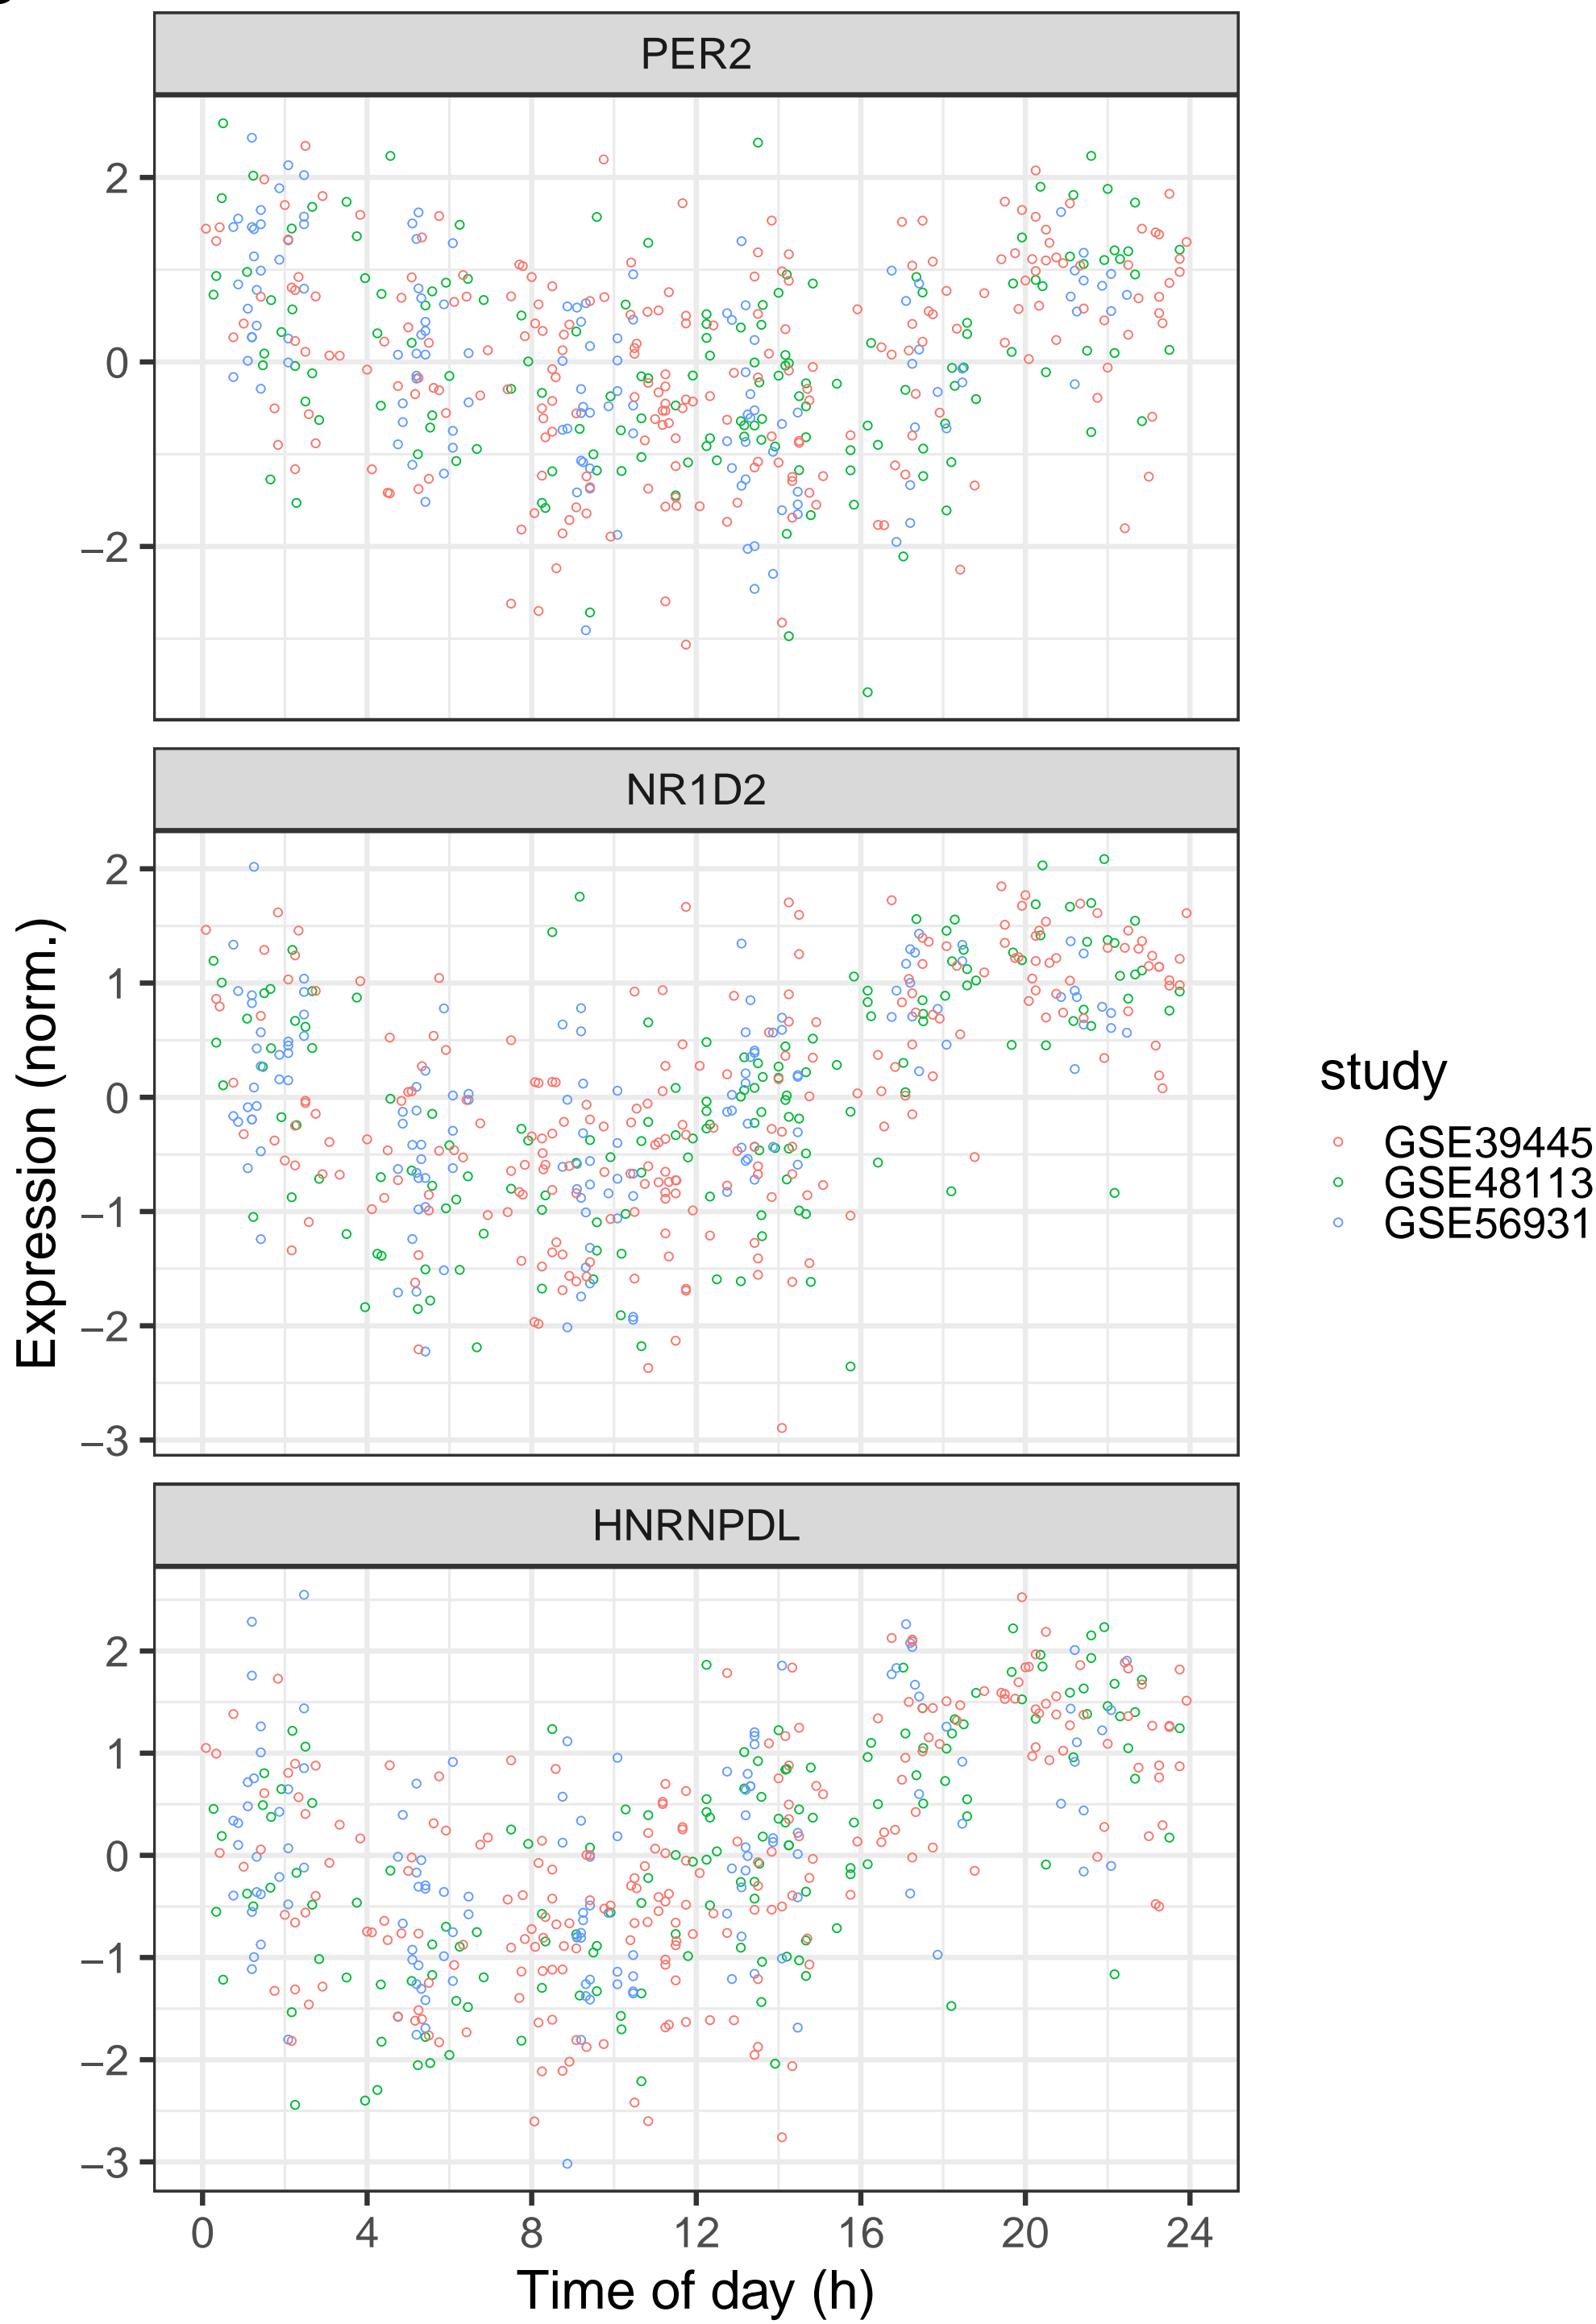 PER2
2
0
−2
NR1D2
2
1
0
−1
−2
−3
HNRNPDL
2
1
0
−1
−2
−3
0 4 8 12 16 20 24
Time of day (h)
Expression (norm.)
study
GSE39445
GSE48113
GSE56931